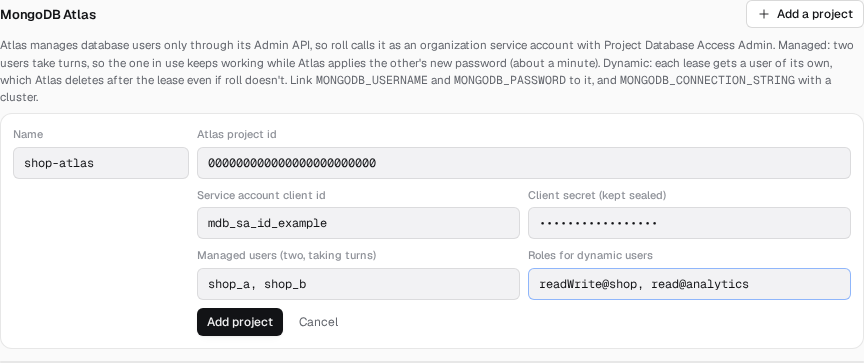 MongoDB Atlas
+ Add a project
Atlas manages database users only through its Admin API, so roll calls it as an organization service account with Project Database Access Admin. Managed: two
users take turns, so the one in use keeps working while Atlas applies the other's new password (about a minute). Dynamic: each lease gets a user of its own,
which Atlas deletes after the lease even if roll doesn't. Link MONGODB_USERNAME and MONGODB_PASSWORD to it, and MONGODB_CONNECTION_STRING with a
cluster.
Name
Atlas project id
shop-atlas
000000000000000000000000
Service account client id
Client secret (kept sealed)
mdb_sa_id_example
•••••••••••••••••
Managed users (two, taking turns)
Roles for dynamic users
shop_a, shop_b
readWrite@shop, read@analytics
Add project
Cancel